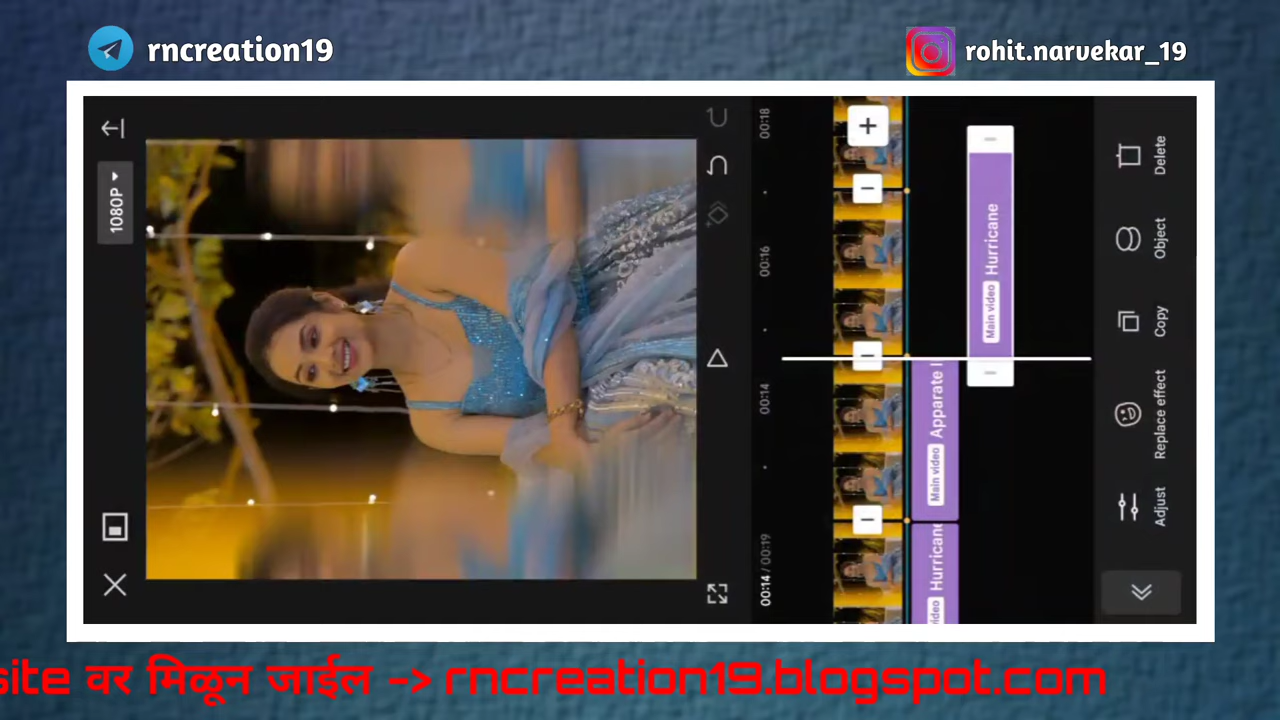 rncreation19
rohit.narvekar_19
1080P
00:14 / 00:19
00:14
00:16
00:18
Main video Hurricane
Main video Apparate
Hurricane
Adjust
Replace effect
Copy
Object
Delete
site वर मिळून जाईल -> rncreation19.blogspot.com